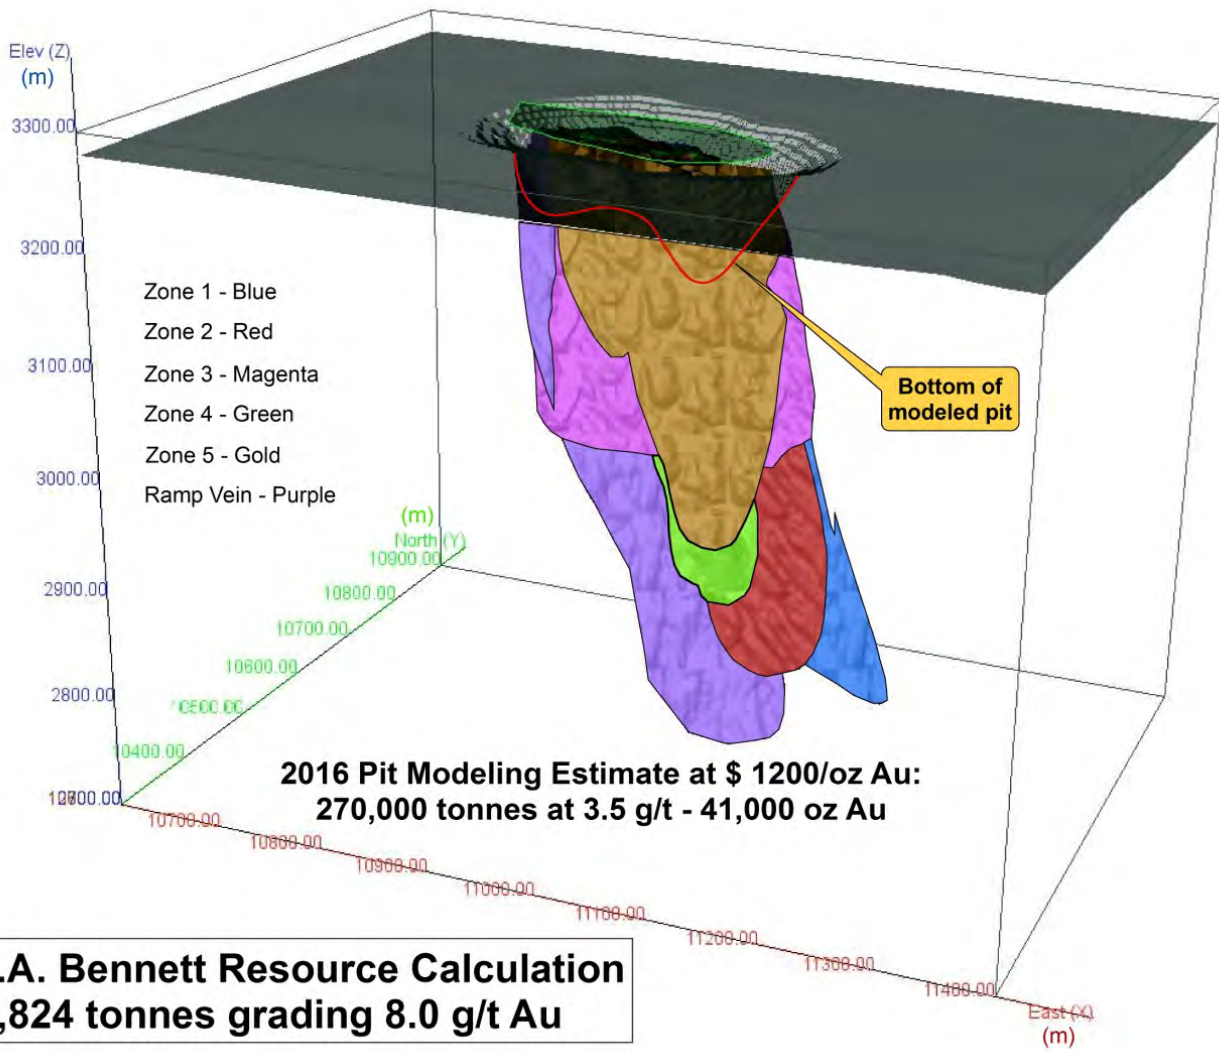 Elev (Z)
(m)
3300.00
3200.00
3100.00
3000.00
2900.00
2800.00
Zone 1 - Blue
Zone 2 - Red
Zone 3 - Magenta
Zone 4 - Green
Zone 5 - Gold
Ramp Vein - Purple
Bottom of
modeled pit
(m)
North (Y)
10900.00
10800.00
10700.00
10600.00
10500.00
10400.00
2016 Pit Modeling Estimate at $ 1200/oz Au:
270,000 tonnes at 3.5 g/t - 41,000 oz Au
10700.00
10800.00
10900.00
11000.00
11100.00
11200.00
11300.00
11400.00
East (X)
(m)
.A. Bennett Resource Calculation
,824 tonnes grading 8.0 g/t Au